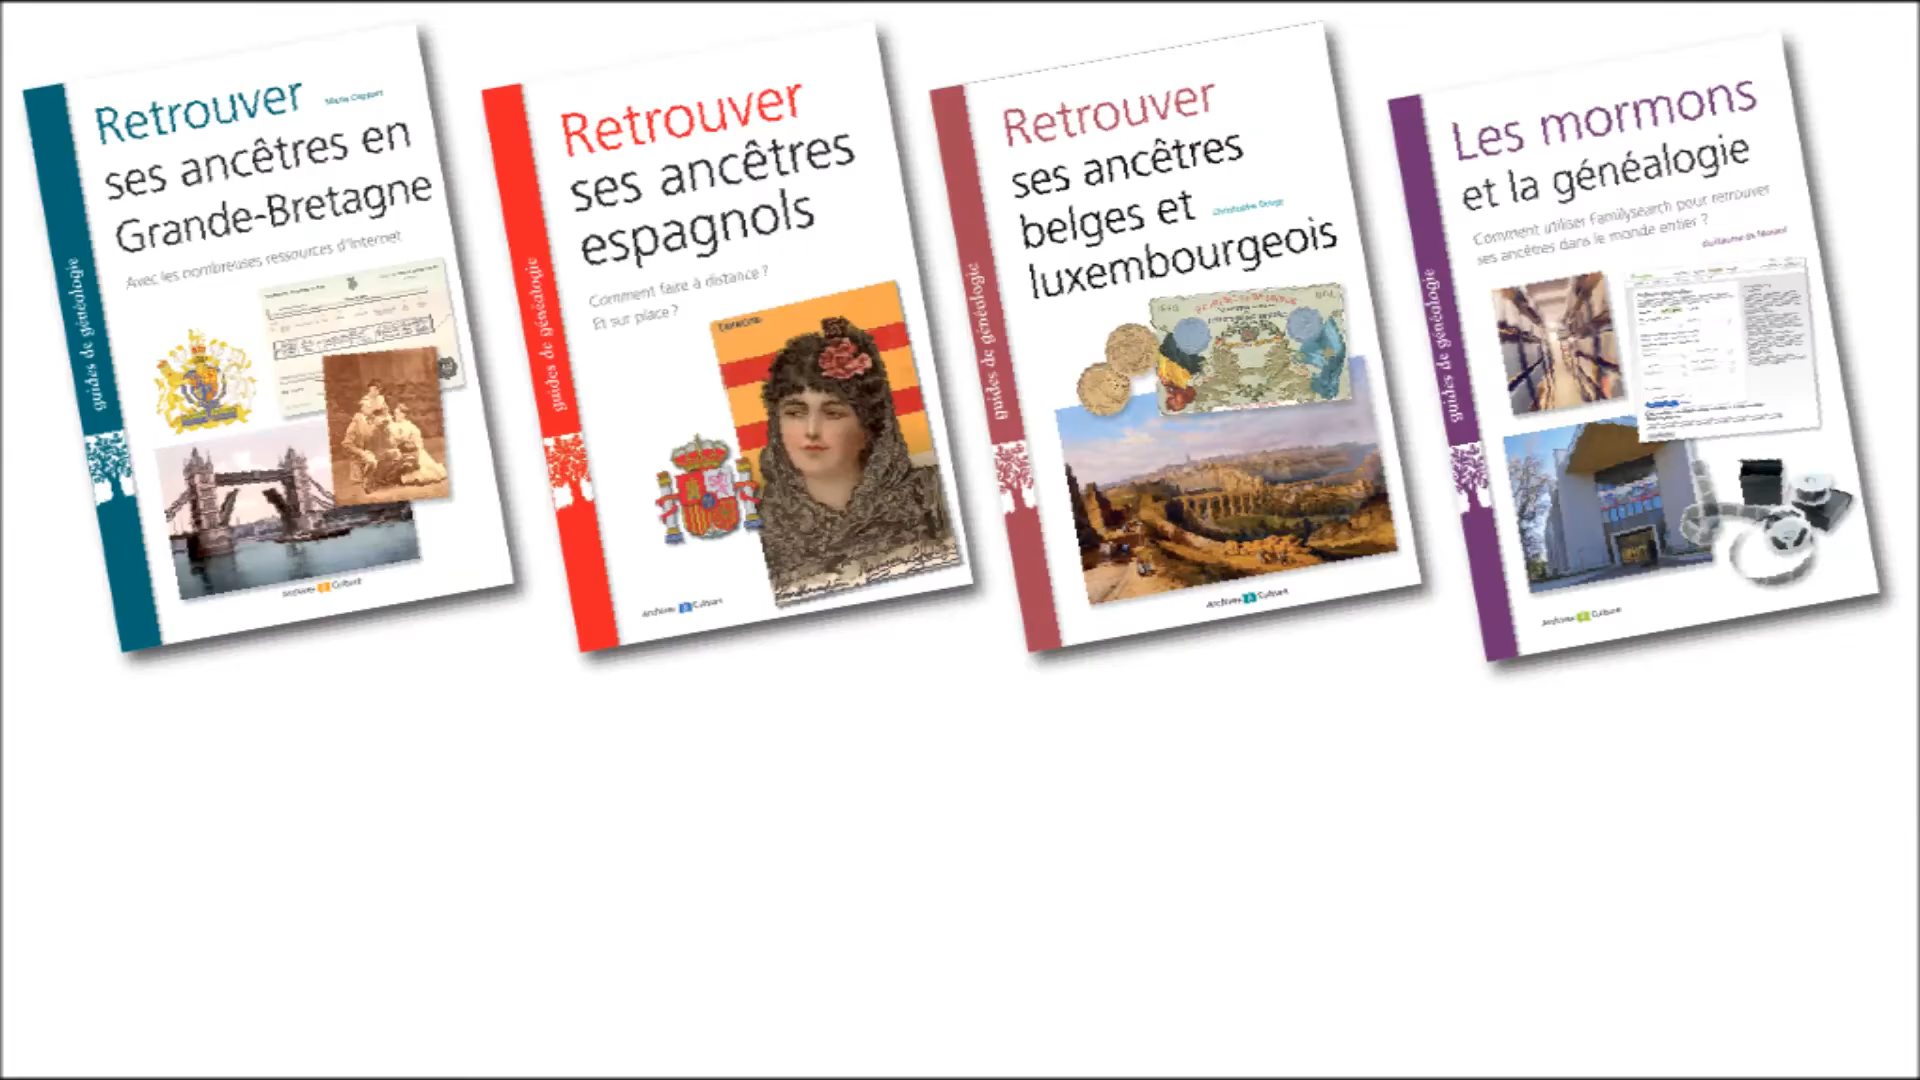 Retrouver
ses ancêtres en
Grande-Bretagne
Avec les nombreuses ressources d'Internet
guides de généalogie
Archives & Culture
Retrouver
ses ancêtres
espagnols
Comment faire à distance ?
Et sur place ?
guides de généalogie
Archives & Culture
Retrouver
ses ancêtres
belges et
luxembourgeois
guides de généalogie
Archives & Culture
Les mormons
et la généalogie
Comment utiliser Familysearch pour retrouver
ses ancêtres dans le monde entier ?
guides de généalogie
Archives & Culture